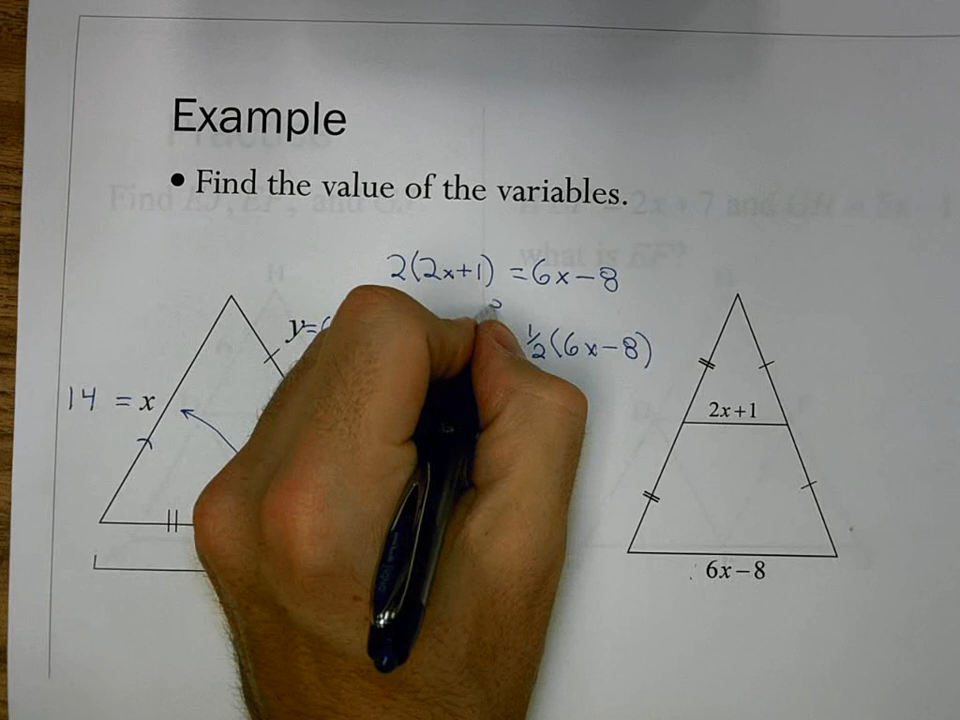 Example
• Find the value of the variables.
2(2x+1) = 6x-8
y=
½(6x-8)
14 = x
2x+1
6x-8